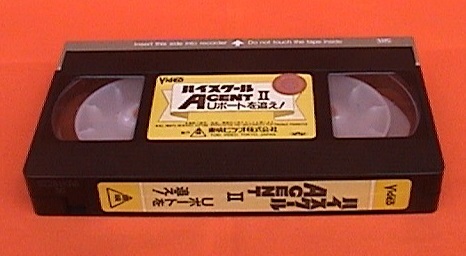 Insert this side into recorder Do not touch the tape inside
VHS
VIDEO
ハイスクール
AGENT II
Uボートを追え!
東映ビデオ株式会社
TOEI VIDEO, TOKYO, JAPAN
VIDEO
ハイスクール
AGENT II
Uボートを
追え!